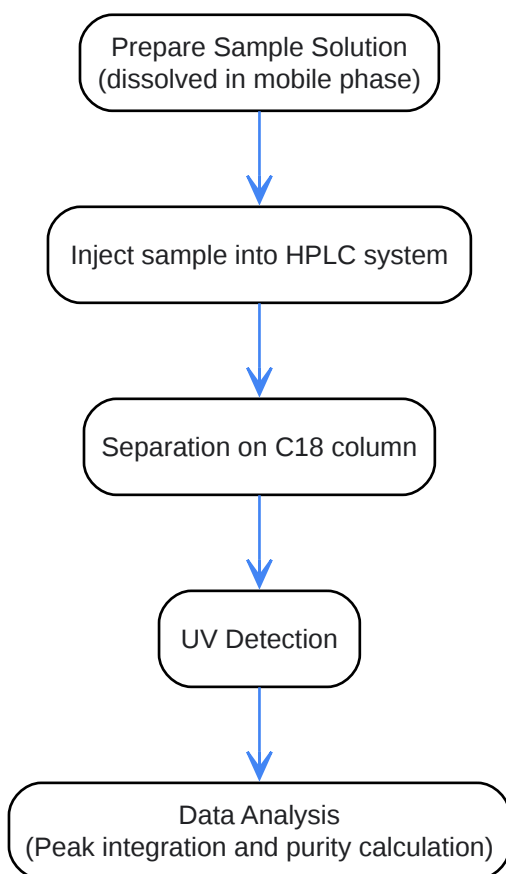 Prepare Sample Solution
(dissolved in mobile phase)
Inject sample into HPLC system
Separation on C18 column
UV Detection
Data Analysis
(Peak integration and purity calculation)